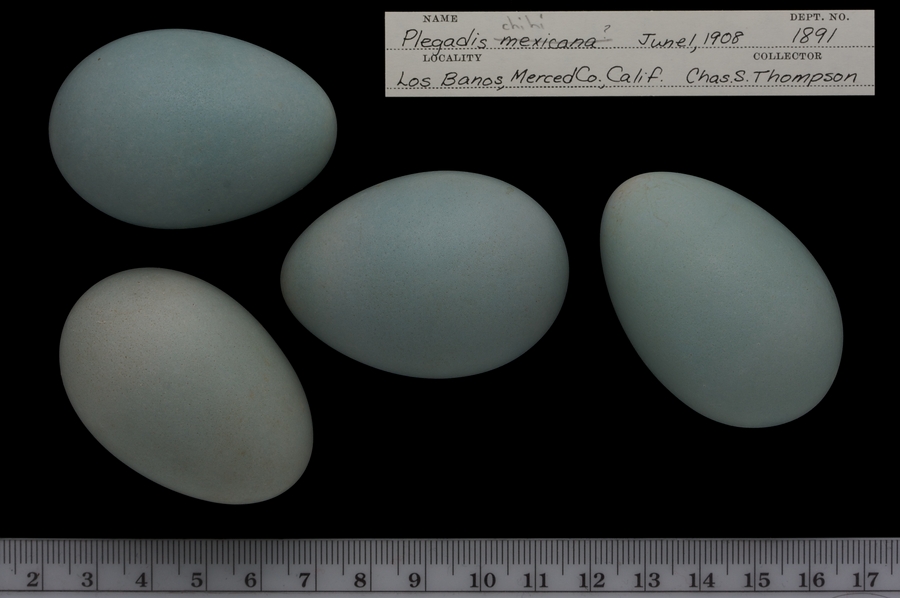 NAME DEPT. NO.
chihi
Plegadis mexicana? June 1, 1908 1891
LOCALITY COLLECTOR
Los Banos, Merced Co., Calif. Chas. S. Thompson
2 3 4 5 6 7 8 9 10 11 12 13 14 15 16 17